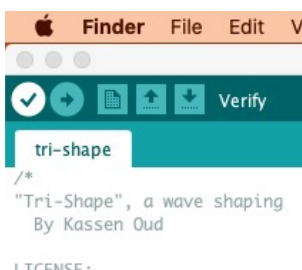 Finder File Edit V
Verify
tri-shape
/*
"Tri-Shape", a wave shaping
By Kassen Oud
LICENSE: